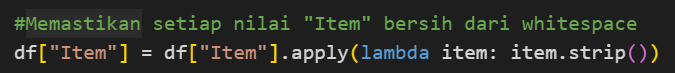 #Memastikan setiap nilai "Item" bersih dari whitespace
df["Item"] = df["Item"].apply(lambda item: item.strip())